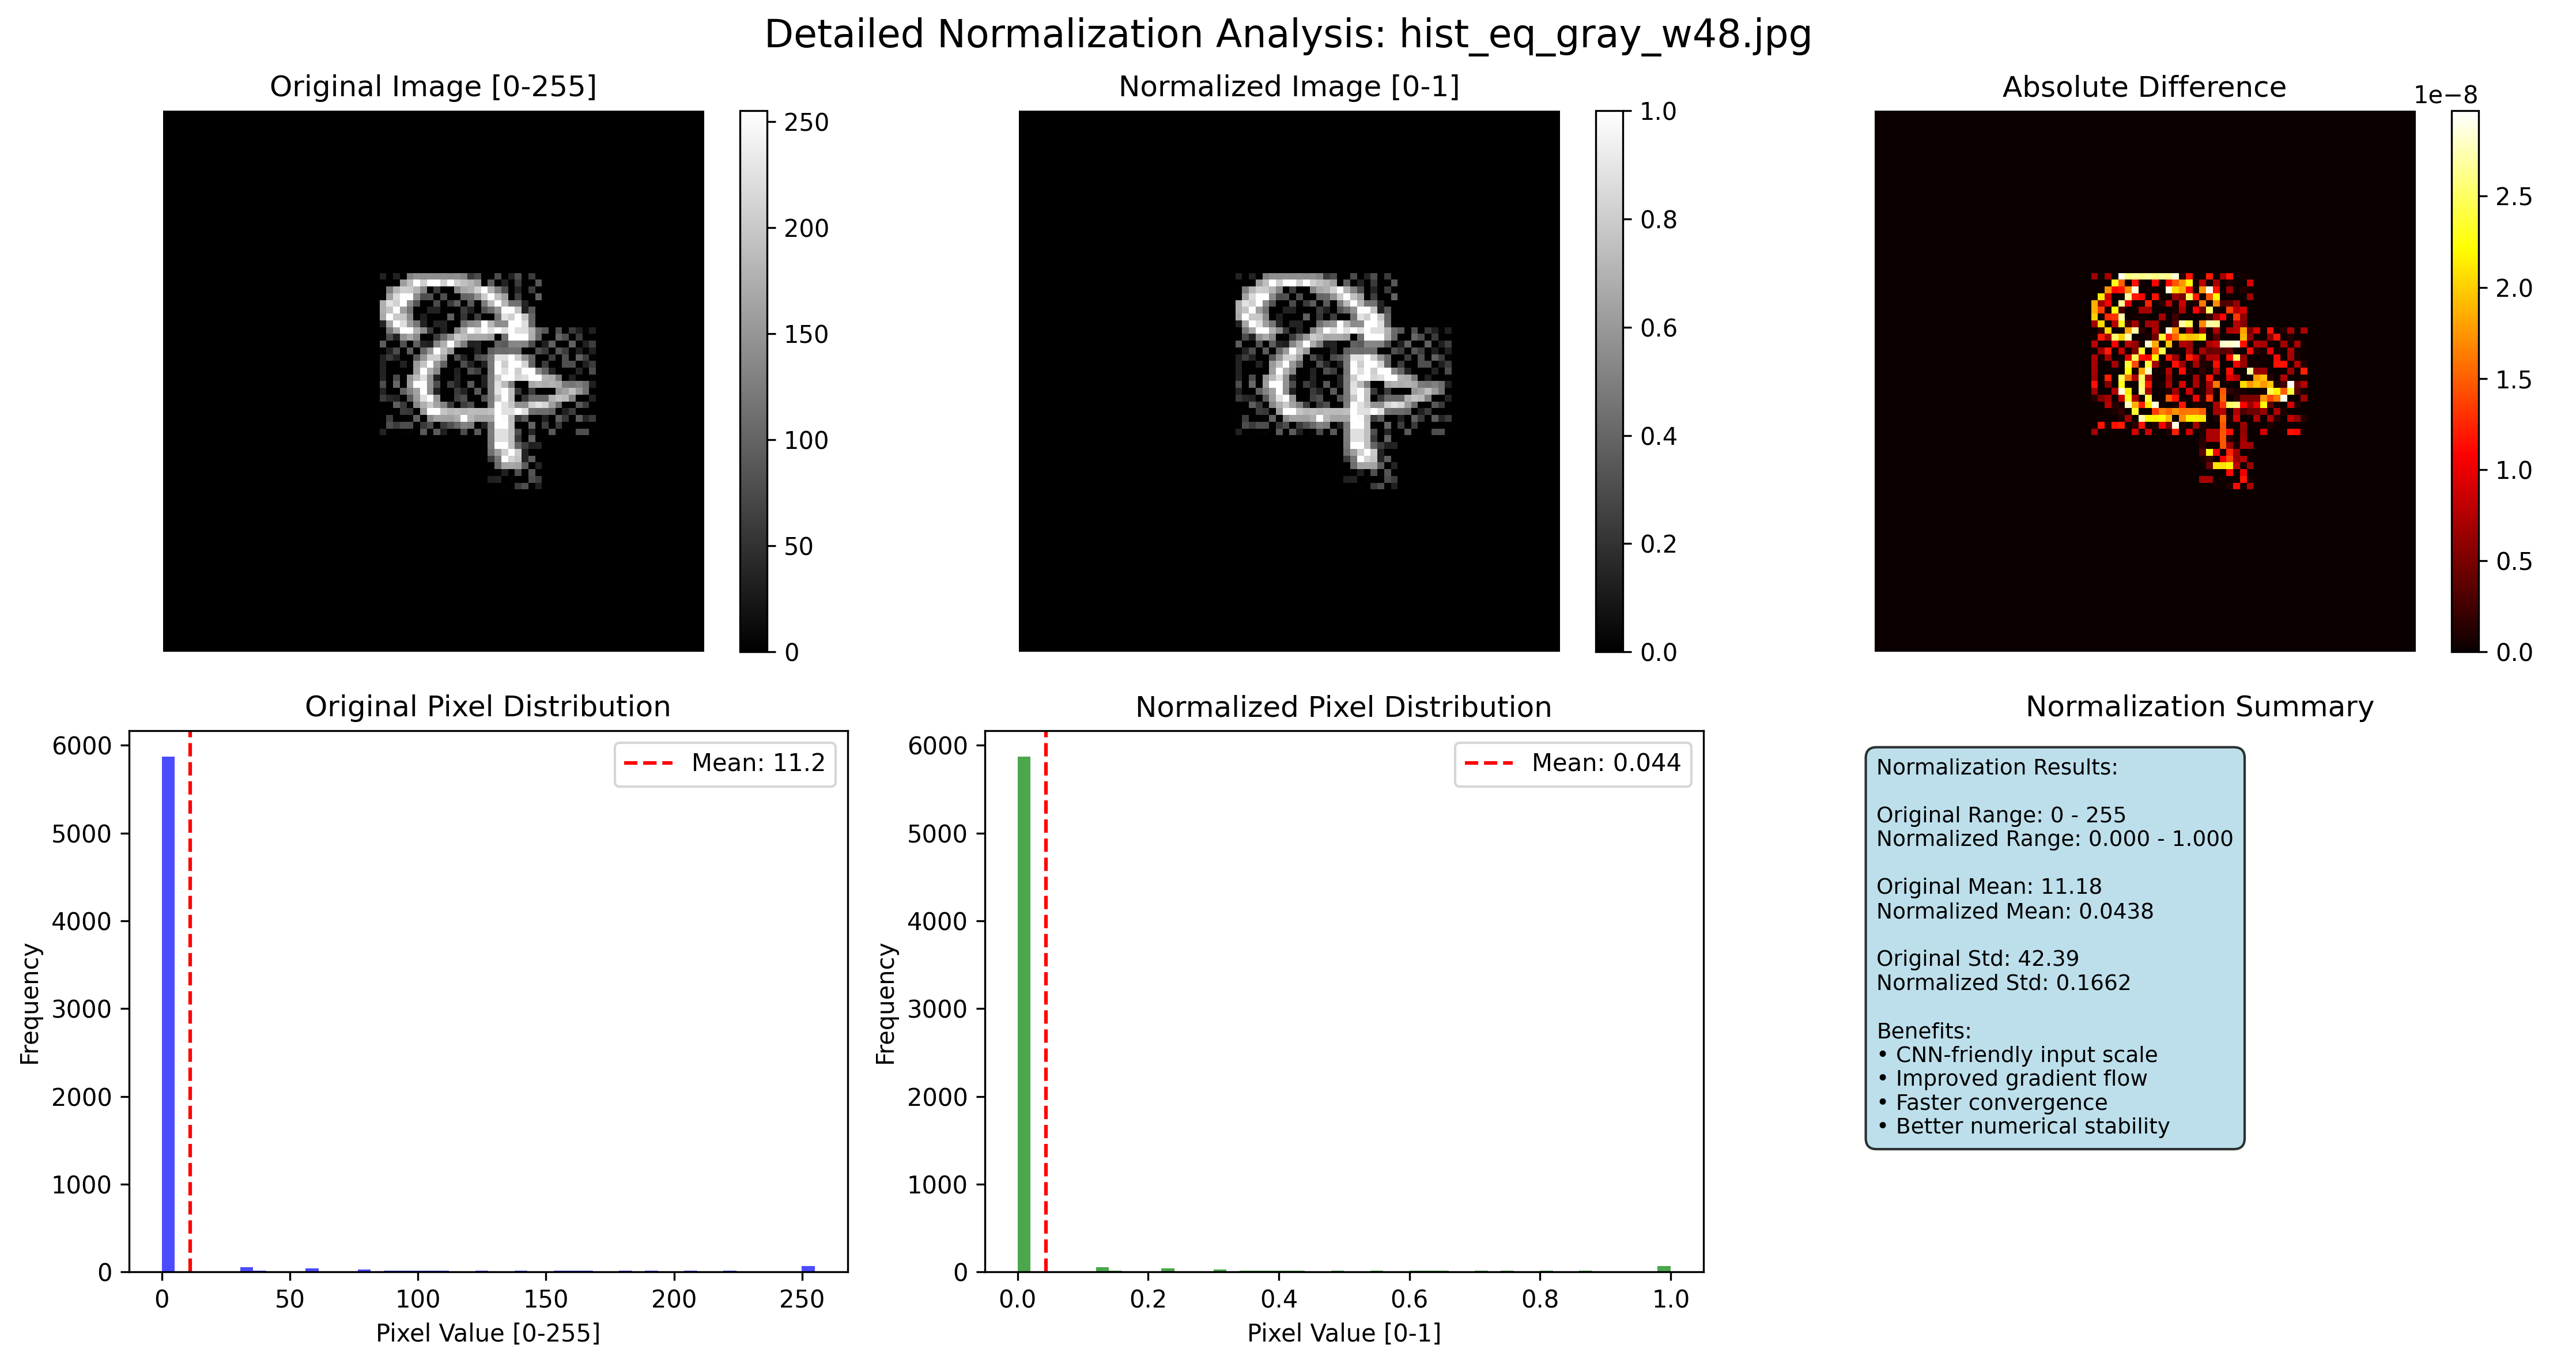 Detailed Normalization Analysis: hist_eq_gray_w48.jpg
Original Image [0-255]
250
200
150
100
50
0
Normalized Image [0-1]
1.0
0.8
0.6
0.4
0.2
0.0
Absolute Difference
1e−8
2.5
2.0
1.5
1.0
0.5
0.0
Original Pixel Distribution
Frequency
6000
5000
4000
3000
2000
1000
0
Mean: 11.2
0 50 100 150 200 250
Pixel Value [0-255]
Normalized Pixel Distribution
Frequency
6000
5000
4000
3000
2000
1000
0
Mean: 0.044
0.0 0.2 0.4 0.6 0.8 1.0
Pixel Value [0-1]
Normalization Summary
Normalization Results:
Original Range: 0 - 255
Normalized Range: 0.000 - 1.000
Original Mean: 11.18
Normalized Mean: 0.0438
Original Std: 42.39
Normalized Std: 0.1662
Benefits:
• CNN-friendly input scale
• Improved gradient flow
• Faster convergence
• Better numerical stability